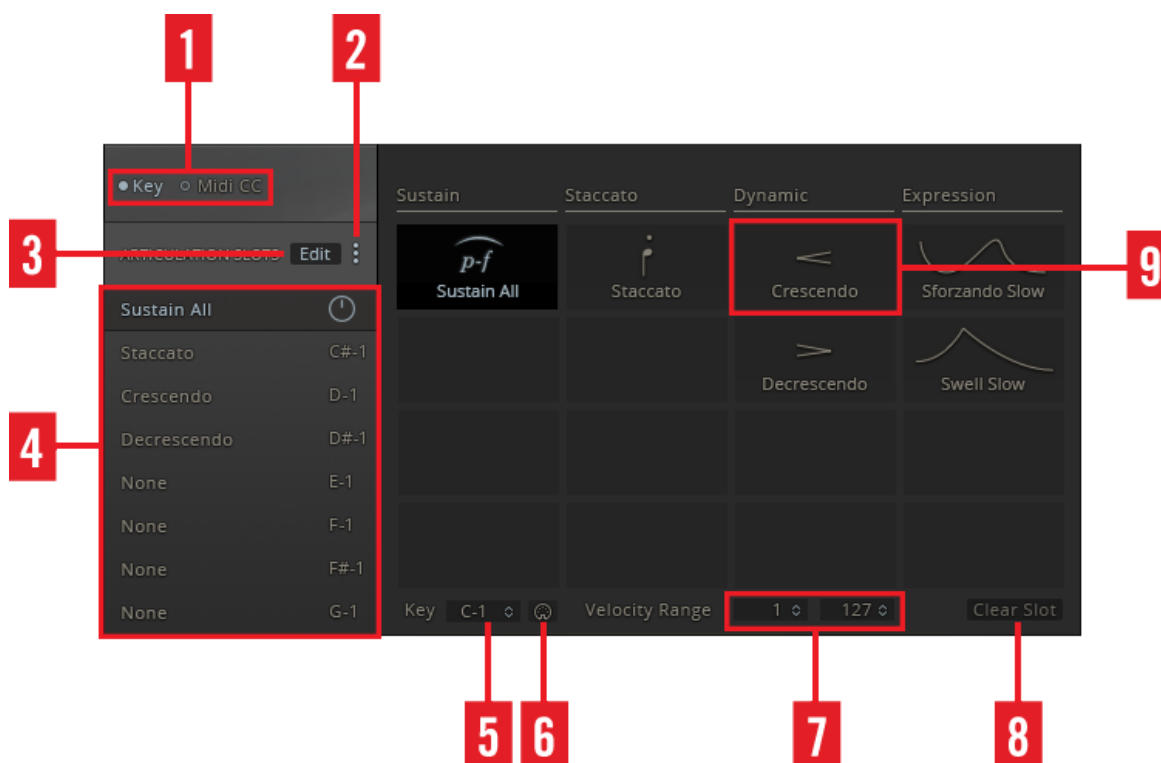 1
2
Key Midi CC
Sustain
Staccato
Dynamic
Expression
3
ARTICULATION SLOTS
Edit
9
p-f
Sustain All
Staccato
Crescendo
Sforzando Slow
Sustain All
Staccato C#-1
Crescendo D-1
Decrescendo
Swell Slow
4
Decrescendo D#-1
None E-1
None F-1
None F#-1
None G-1
Key C-1
Velocity Range 1 127
Clear Slot
5
6
7
8